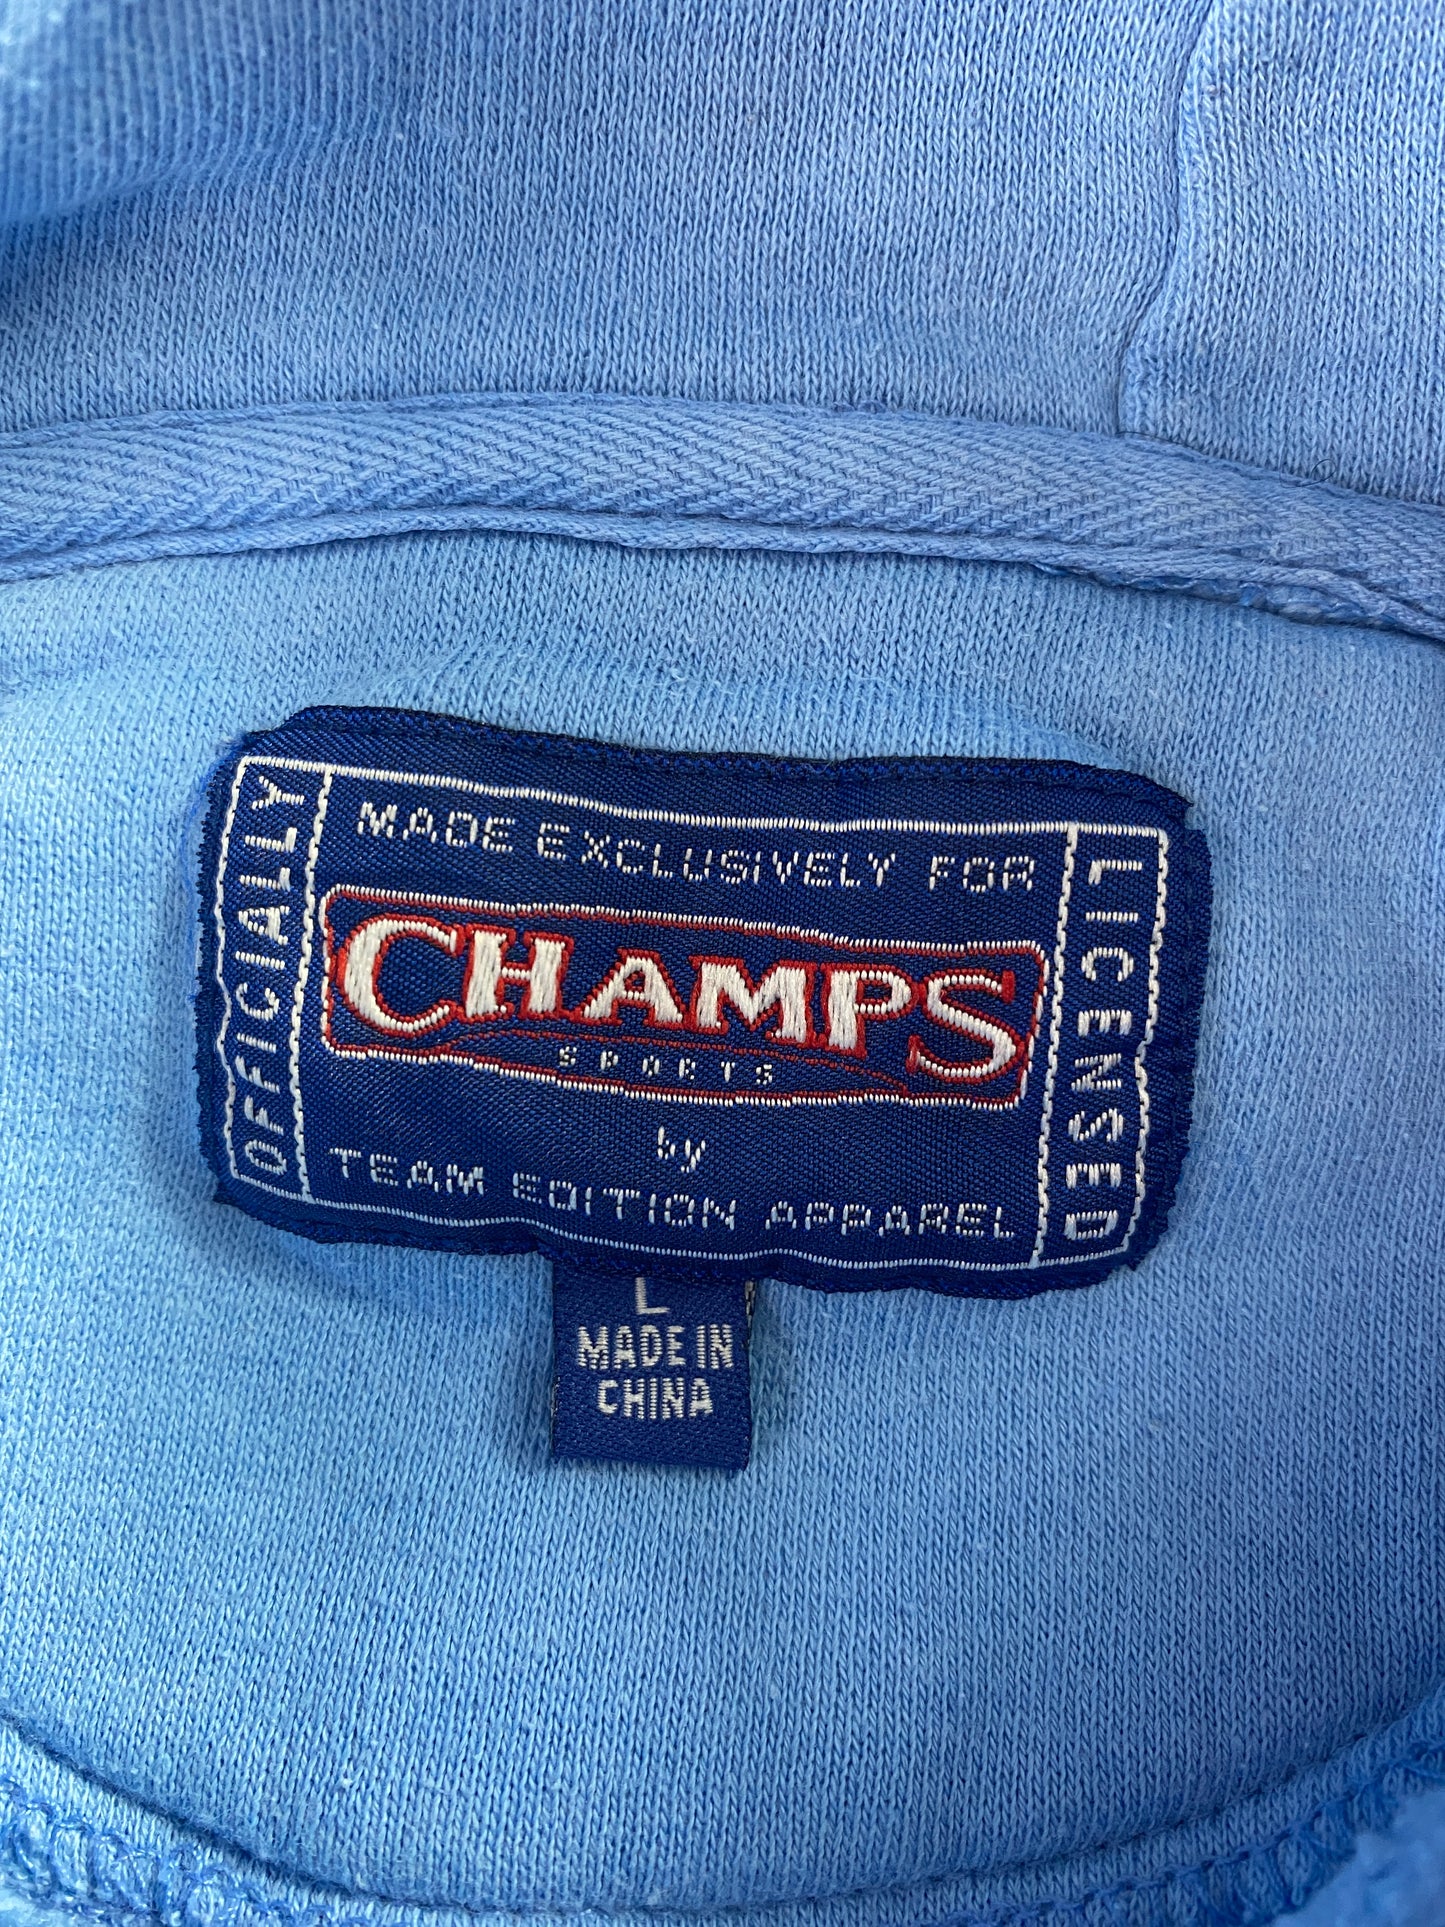 OFFICIALLY
MADE EXCLUSIVELY FOR
CHAMPS
SPORTS
by
TEAM EDITION APPAREL
LICENSED
L
MADE IN
CHINA